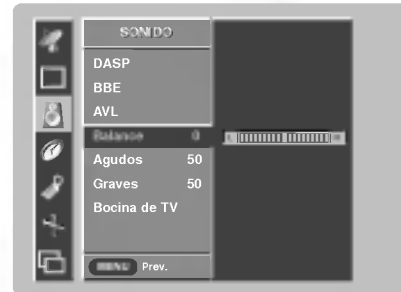 SONIDO
DASP
BBE
AVL
Balance 0
Agudos 50
Graves 50
Bocina de TV
MENU Prev.